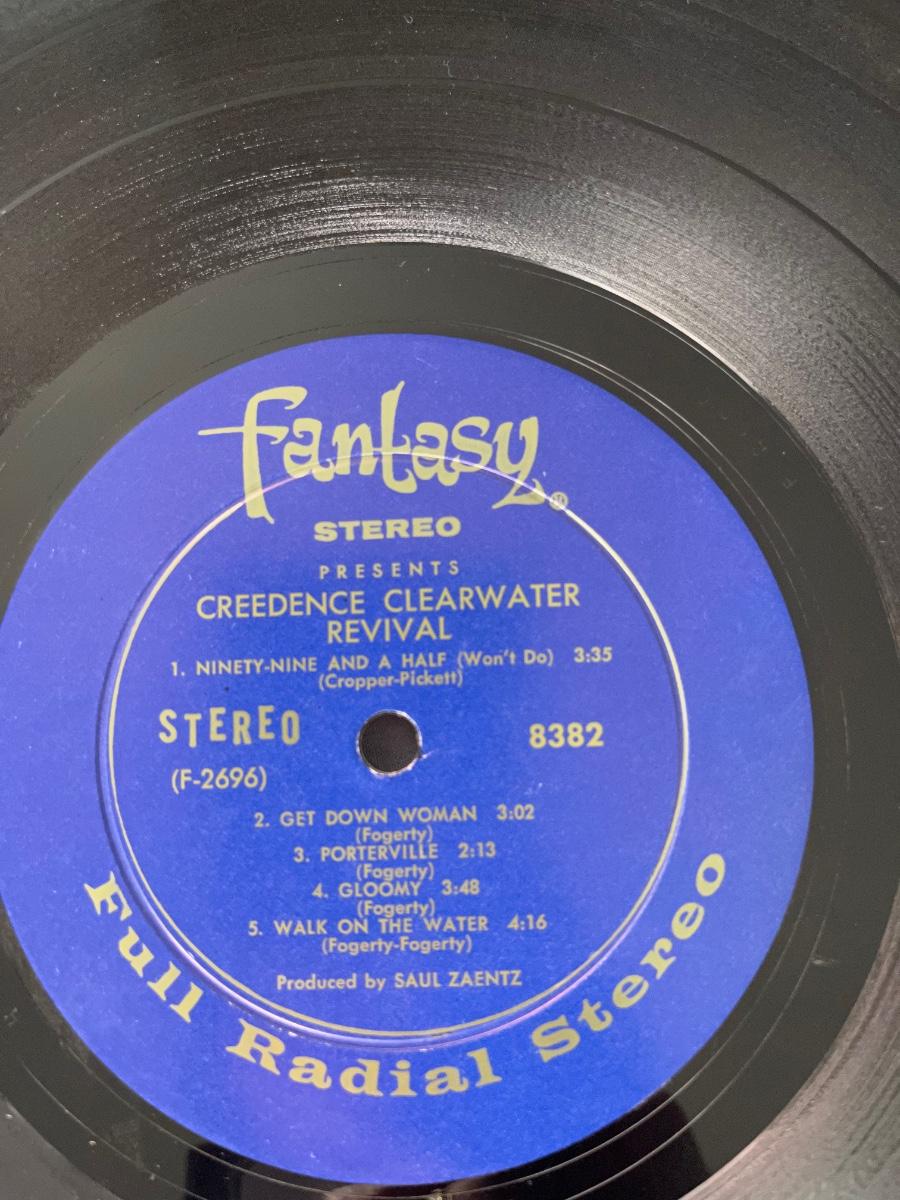 fantasy®
STEREO
PRESENTS
CREEDENCE CLEARWATER
REVIVAL
1. NINETY-NINE AND A HALF (Won't Do) 3:35
(Cropper-Pickett)
STEREO 8382
(F-2696)
2. GET DOWN WOMAN 3:02
(Fogerty)
3. PORTERVILLE 2:13
(Fogerty)
4. GLOOMY 3:48
(Fogerty)
5. WALK ON THE WATER 4:16
(Fogerty-Fogerty)
Produced by SAUL ZAENTZ
Full Radial Stereo